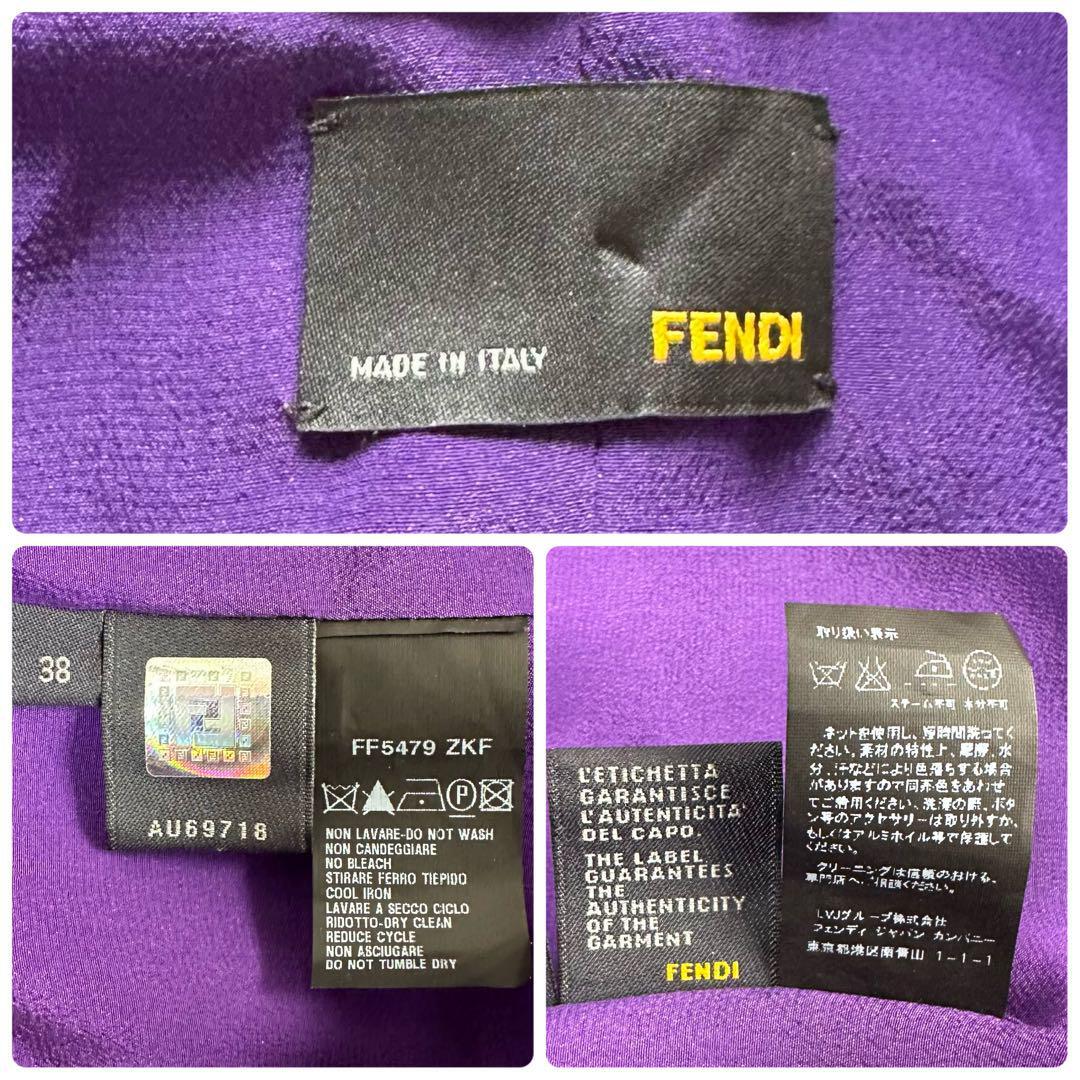 MADE IN ITALY
FENDI
38
AU69718
FF5479 ZKF
NON LAVARE-DO NOT WASH
NON CANDEGGIARE
NO BLEACH
STIRARE FERRO TIEPIDO
COOL IRON
LAVARE A SECCO CICLO
RIDOTTO-DRY CLEAN
REDUCE CYCLE
NON ASCIUGARE
DO NOT TUMBLE DRY
L'ETICHETTA
GARANTISCE
L'AUTENTICITA'
DEL CAPO.
THE LABEL
GUARANTEES
THE
AUTHENTICITY
OF THE
GARMENT
FENDI
取り扱い表示
スチーム不可 水分不可
ネットを使用し、短時間洗ってく
ださい。素材の特性上、摩擦、水
分、汗などにより色落ちする場合
がありますので同系色をあわせ
てご着用ください。洗濯の際、ボタ
ン等のアクセサリーは取り外すか、
もしくはアルミホイル等で保護して
ください。
クリーニングは信頼のおける、
専門店へご相談ください。
LVJグループ株式会社
フェンディ ジャパン カンパニー
東京都港区南青山 1-1-1